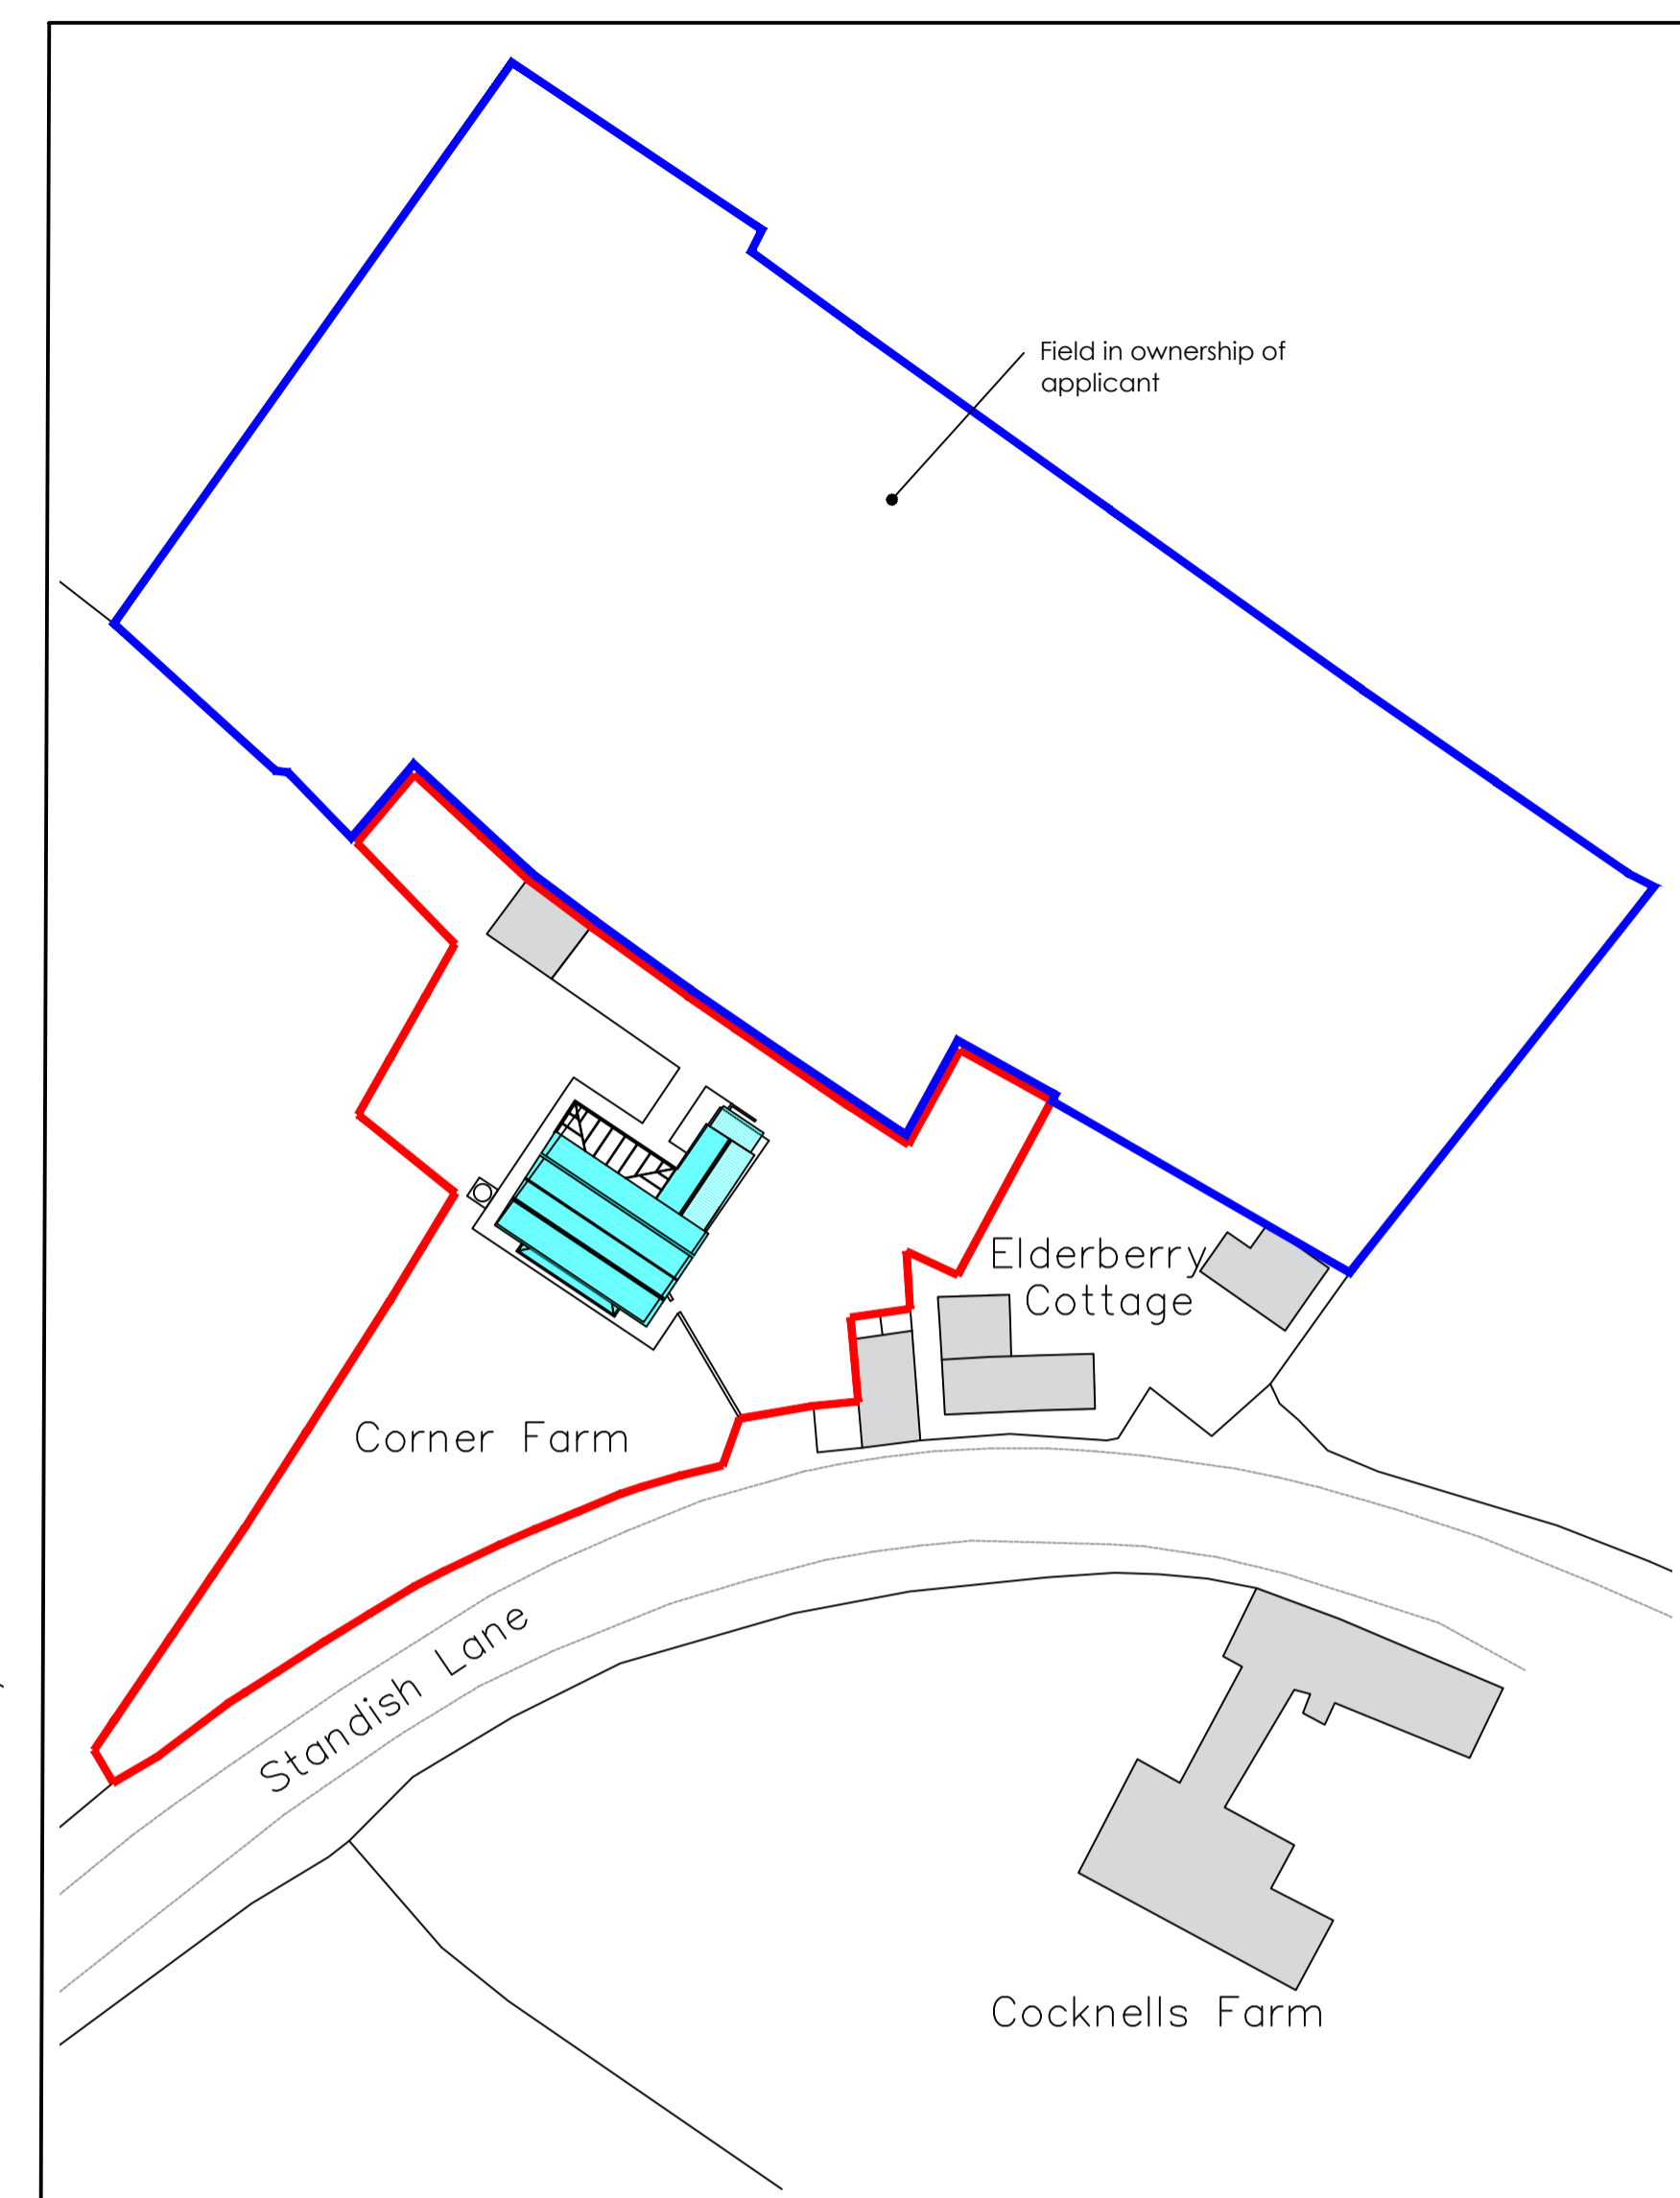 Field in ownership of
applicant
Elderberry
Cottage
Corner Farm
Standish Lane
Cocknells Farm